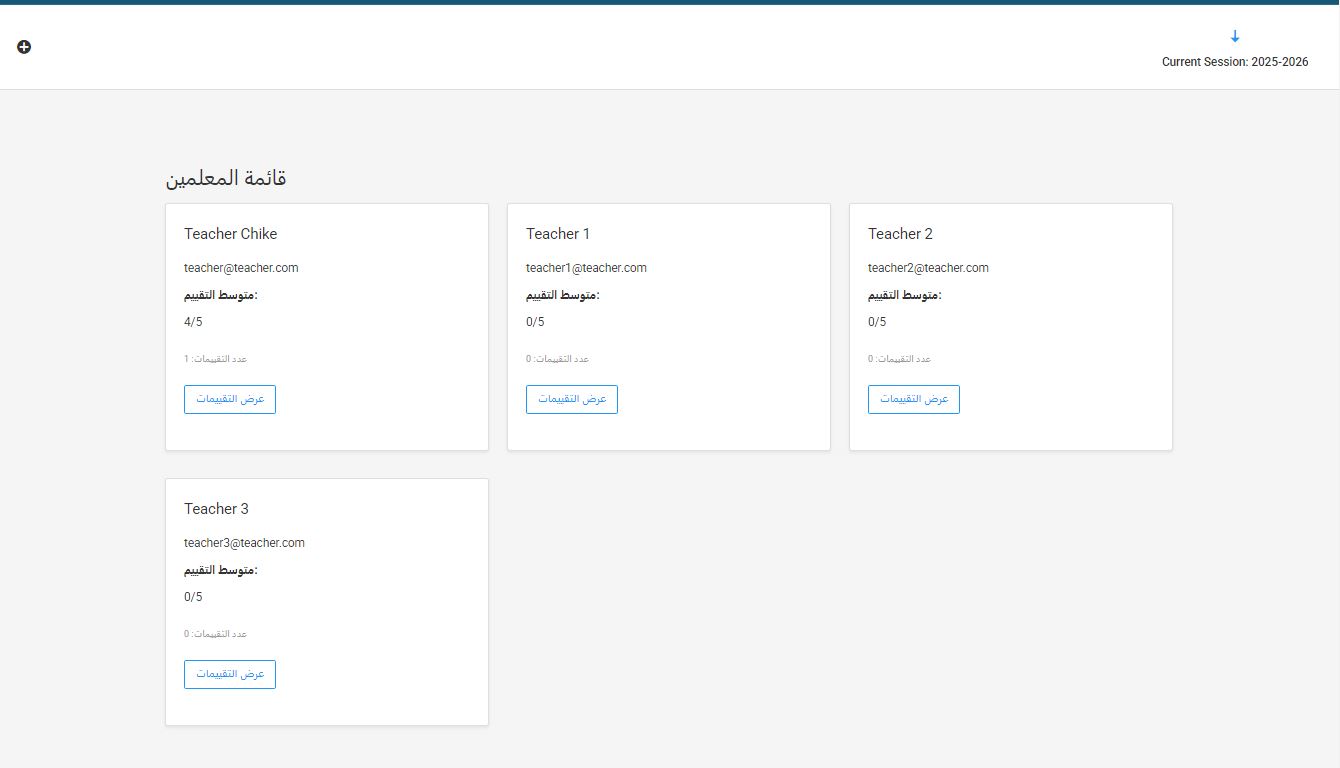 Current Session: 2025-2026
قائمة المعلمين
Teacher Chike
teacher@teacher.com
متوسط التقييم:
4/5
عدد التقييمات: 1
عرض التقييمات
Teacher 1
teacher1@teacher.com
متوسط التقييم:
0/5
عدد التقييمات: 0
عرض التقييمات
Teacher 2
teacher2@teacher.com
متوسط التقييم:
0/5
عدد التقييمات: 0
عرض التقييمات
Teacher 3
teacher3@teacher.com
متوسط التقييم:
0/5
عدد التقييمات: 0
عرض التقييمات